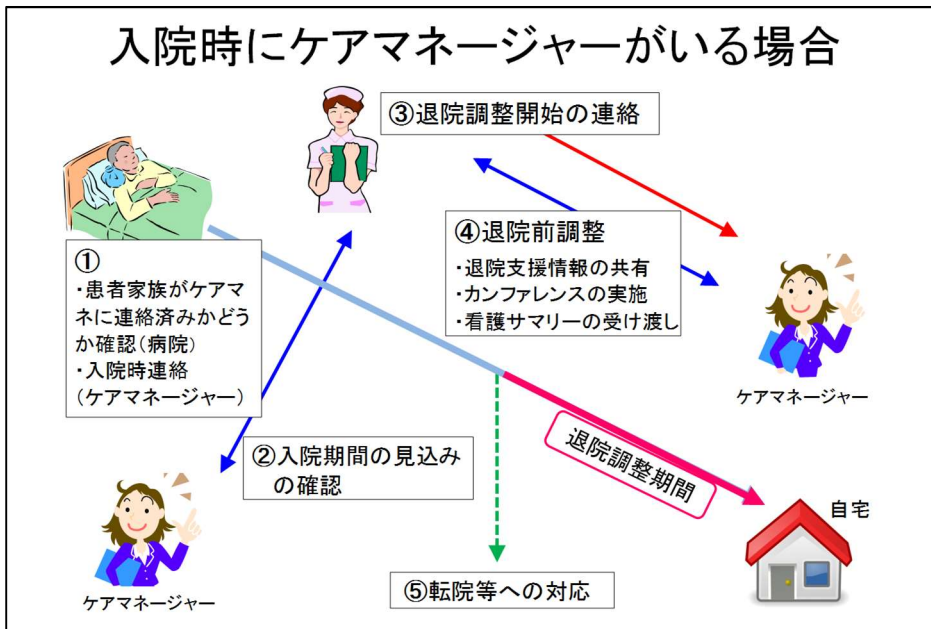 入院時にケアマネージャーがいる場合
③退院調整開始の連絡
①
・患者家族がケアマ
ネに連絡済みかどう
か確認(病院)
・入院時連絡
(ケアマネージャー)
④退院前調整
・退院支援情報の共有
・カンファレンスの実施
・看護サマリーの受け渡し
ケアマネージャー
②入院期間の見込み
の確認
退院調整期間
自宅
ケアマネージャー
⑤転院等への対応